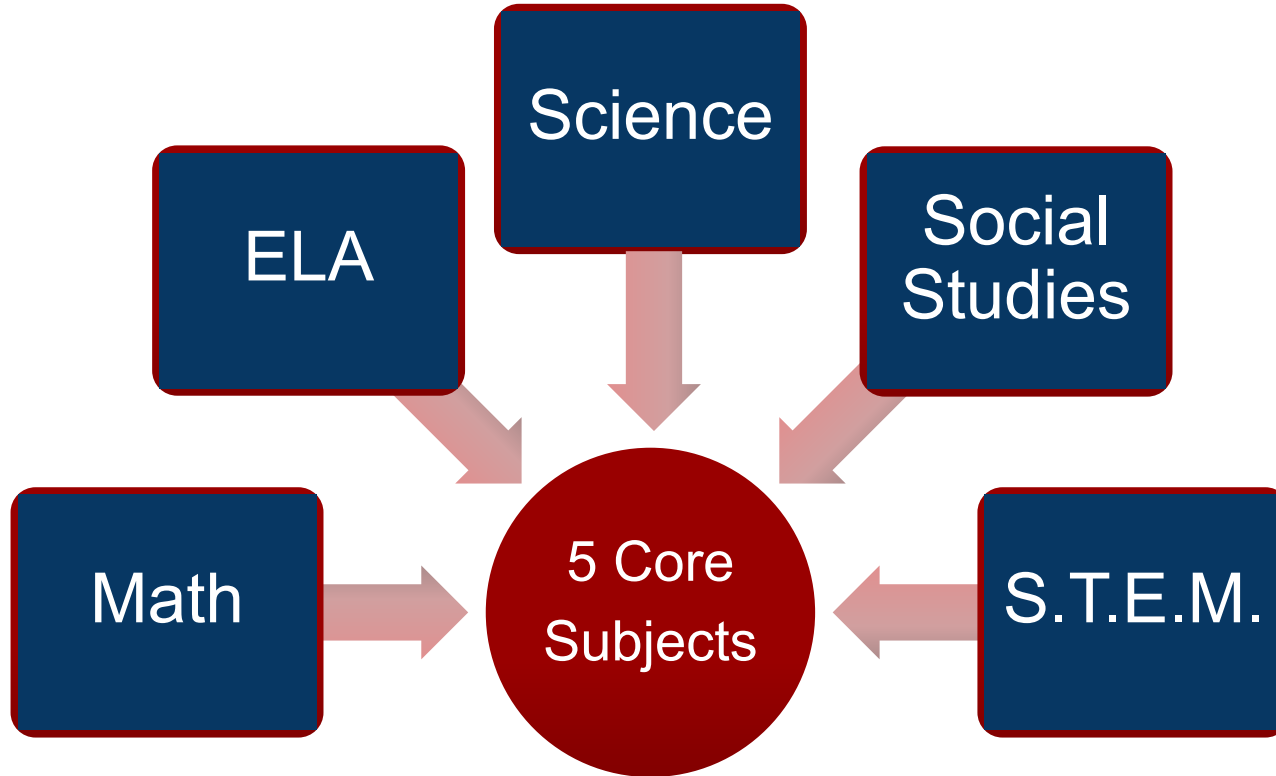 Science
ELA
Social
Studies
Math
5 Core
Subjects
S.T.E.M.